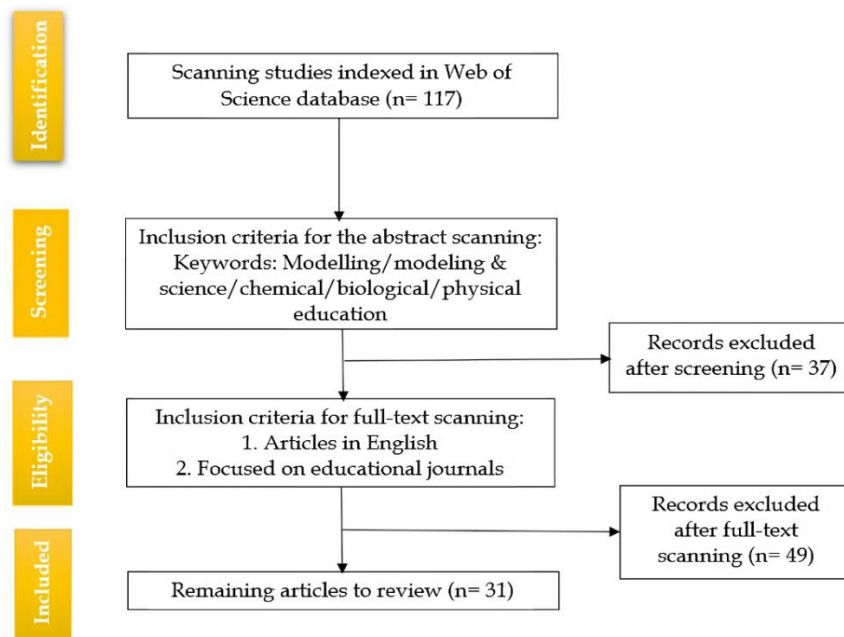 Identification
Scanning studies indexed in Web of
Science database (n= 117)
Screening
Inclusion criteria for the abstract scanning:
Keywords: Modelling/modeling &
science/chemical/biological/physical
education
Records excluded
after screening (n= 37)
Eligibility
Inclusion criteria for full-text scanning:
1. Articles in English
2. Focused on educational journals
Records excluded
after full-text
scanning (n= 49)
Included
Remaining articles to review (n= 31)